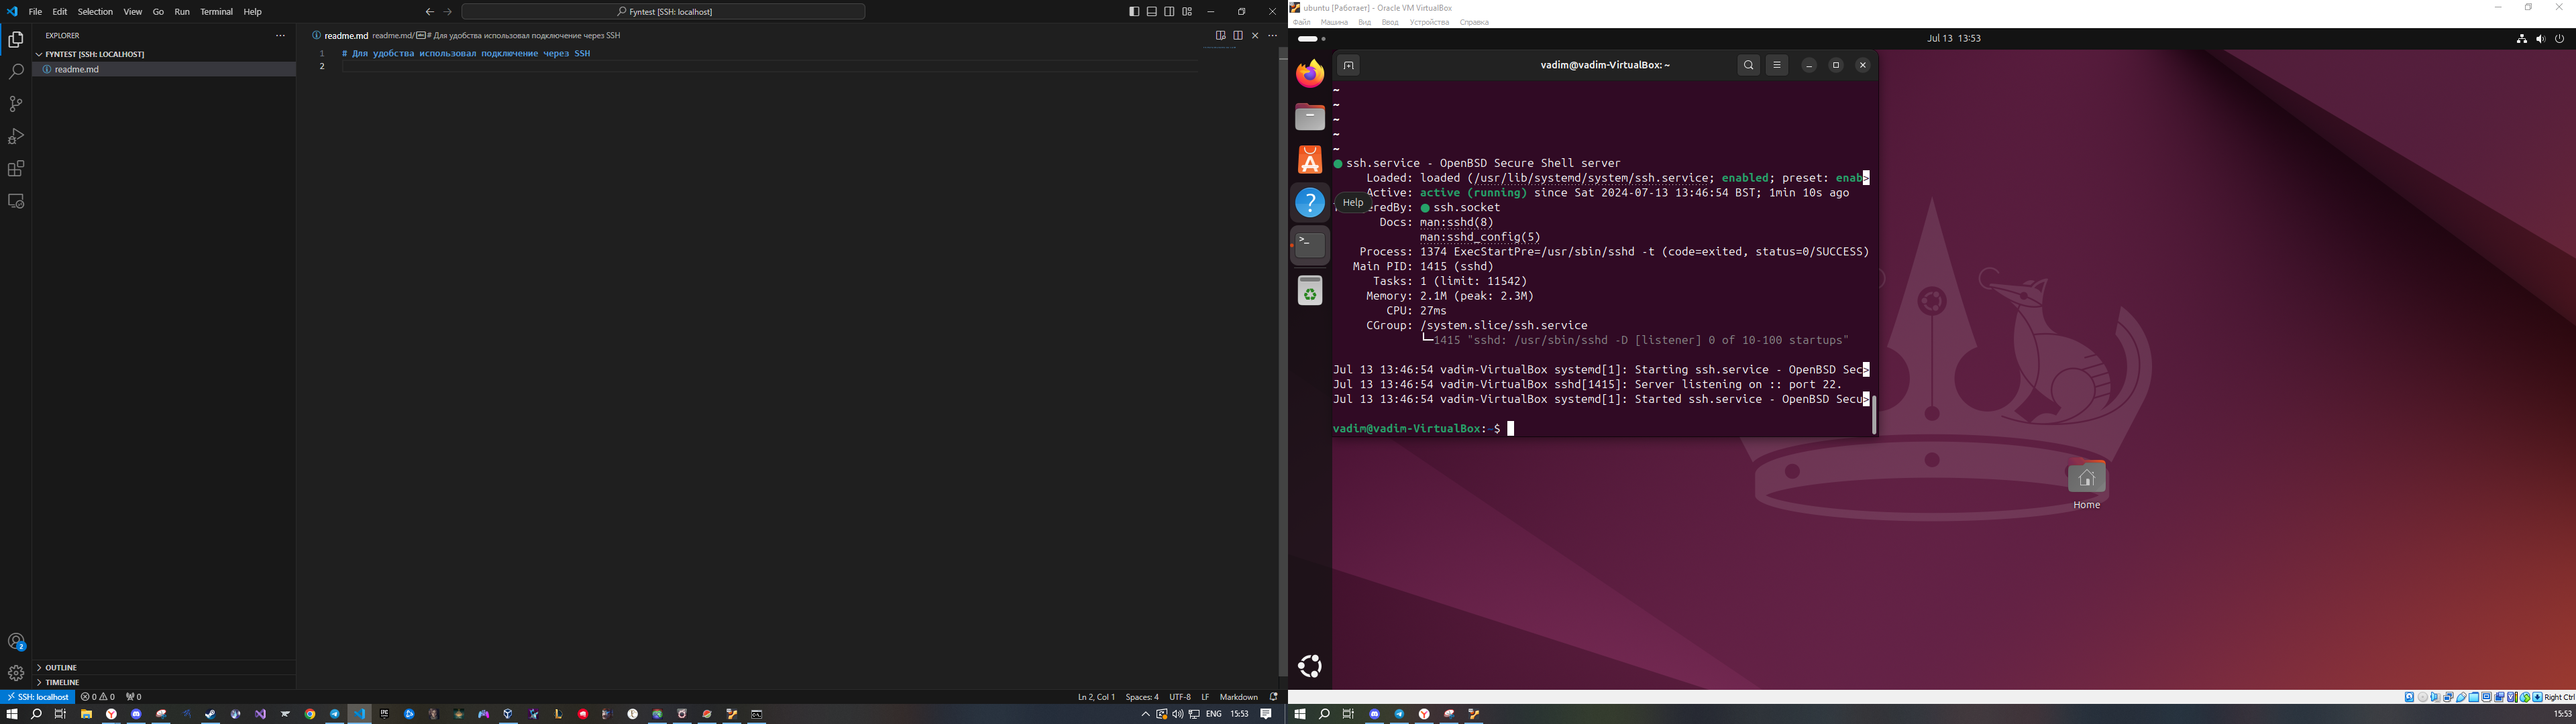 File Edit Selection View Go Run Terminal Help
Fyntest [SSH: localhost]
EXPLORER
FYNTEST [SSH: LOCALHOST]
readme.md
readme.md readme.md/ # Для удобства использовал подключение через SSH
1 # Для удобства использовал подключение через SSH
2
2
OUTLINE
TIMELINE
SSH: localhost 0 0 0
Ln 2, Col 1 Spaces: 4 UTF-8 LF Markdown
ENG 15:53
ubuntu [Работает] - Oracle VM VirtualBox
Файл Машина Вид Ввод Устройства Справка
Jul 13 13:53
vadim@vadim-VirtualBox: ~
~
~
~
~
~
ssh.service - OpenBSD Secure Shell server
Loaded: loaded (/usr/lib/systemd/system/ssh.service; enabled; preset: enab>
Active: active (running) since Sat 2024-07-13 13:46:54 BST; 1min 10s ago
Help
eredBy: ssh.socket
Docs: man:sshd(8)
man:sshd_config(5)
Process: 1374 ExecStartPre=/usr/sbin/sshd -t (code=exited, status=0/SUCCESS)
Main PID: 1415 (sshd)
Tasks: 1 (limit: 11542)
Memory: 2.1M (peak: 2.3M)
CPU: 27ms
CGroup: /system.slice/ssh.service
└─1415 "sshd: /usr/sbin/sshd -D [listener] 0 of 10-100 startups"
Jul 13 13:46:54 vadim-VirtualBox systemd[1]: Starting ssh.service - OpenBSD Sec>
Jul 13 13:46:54 vadim-VirtualBox sshd[1415]: Server listening on :: port 22.
Jul 13 13:46:54 vadim-VirtualBox systemd[1]: Started ssh.service - OpenBSD Secu>
vadim@vadim-VirtualBox:~$
Home
Right Ctrl
15:53